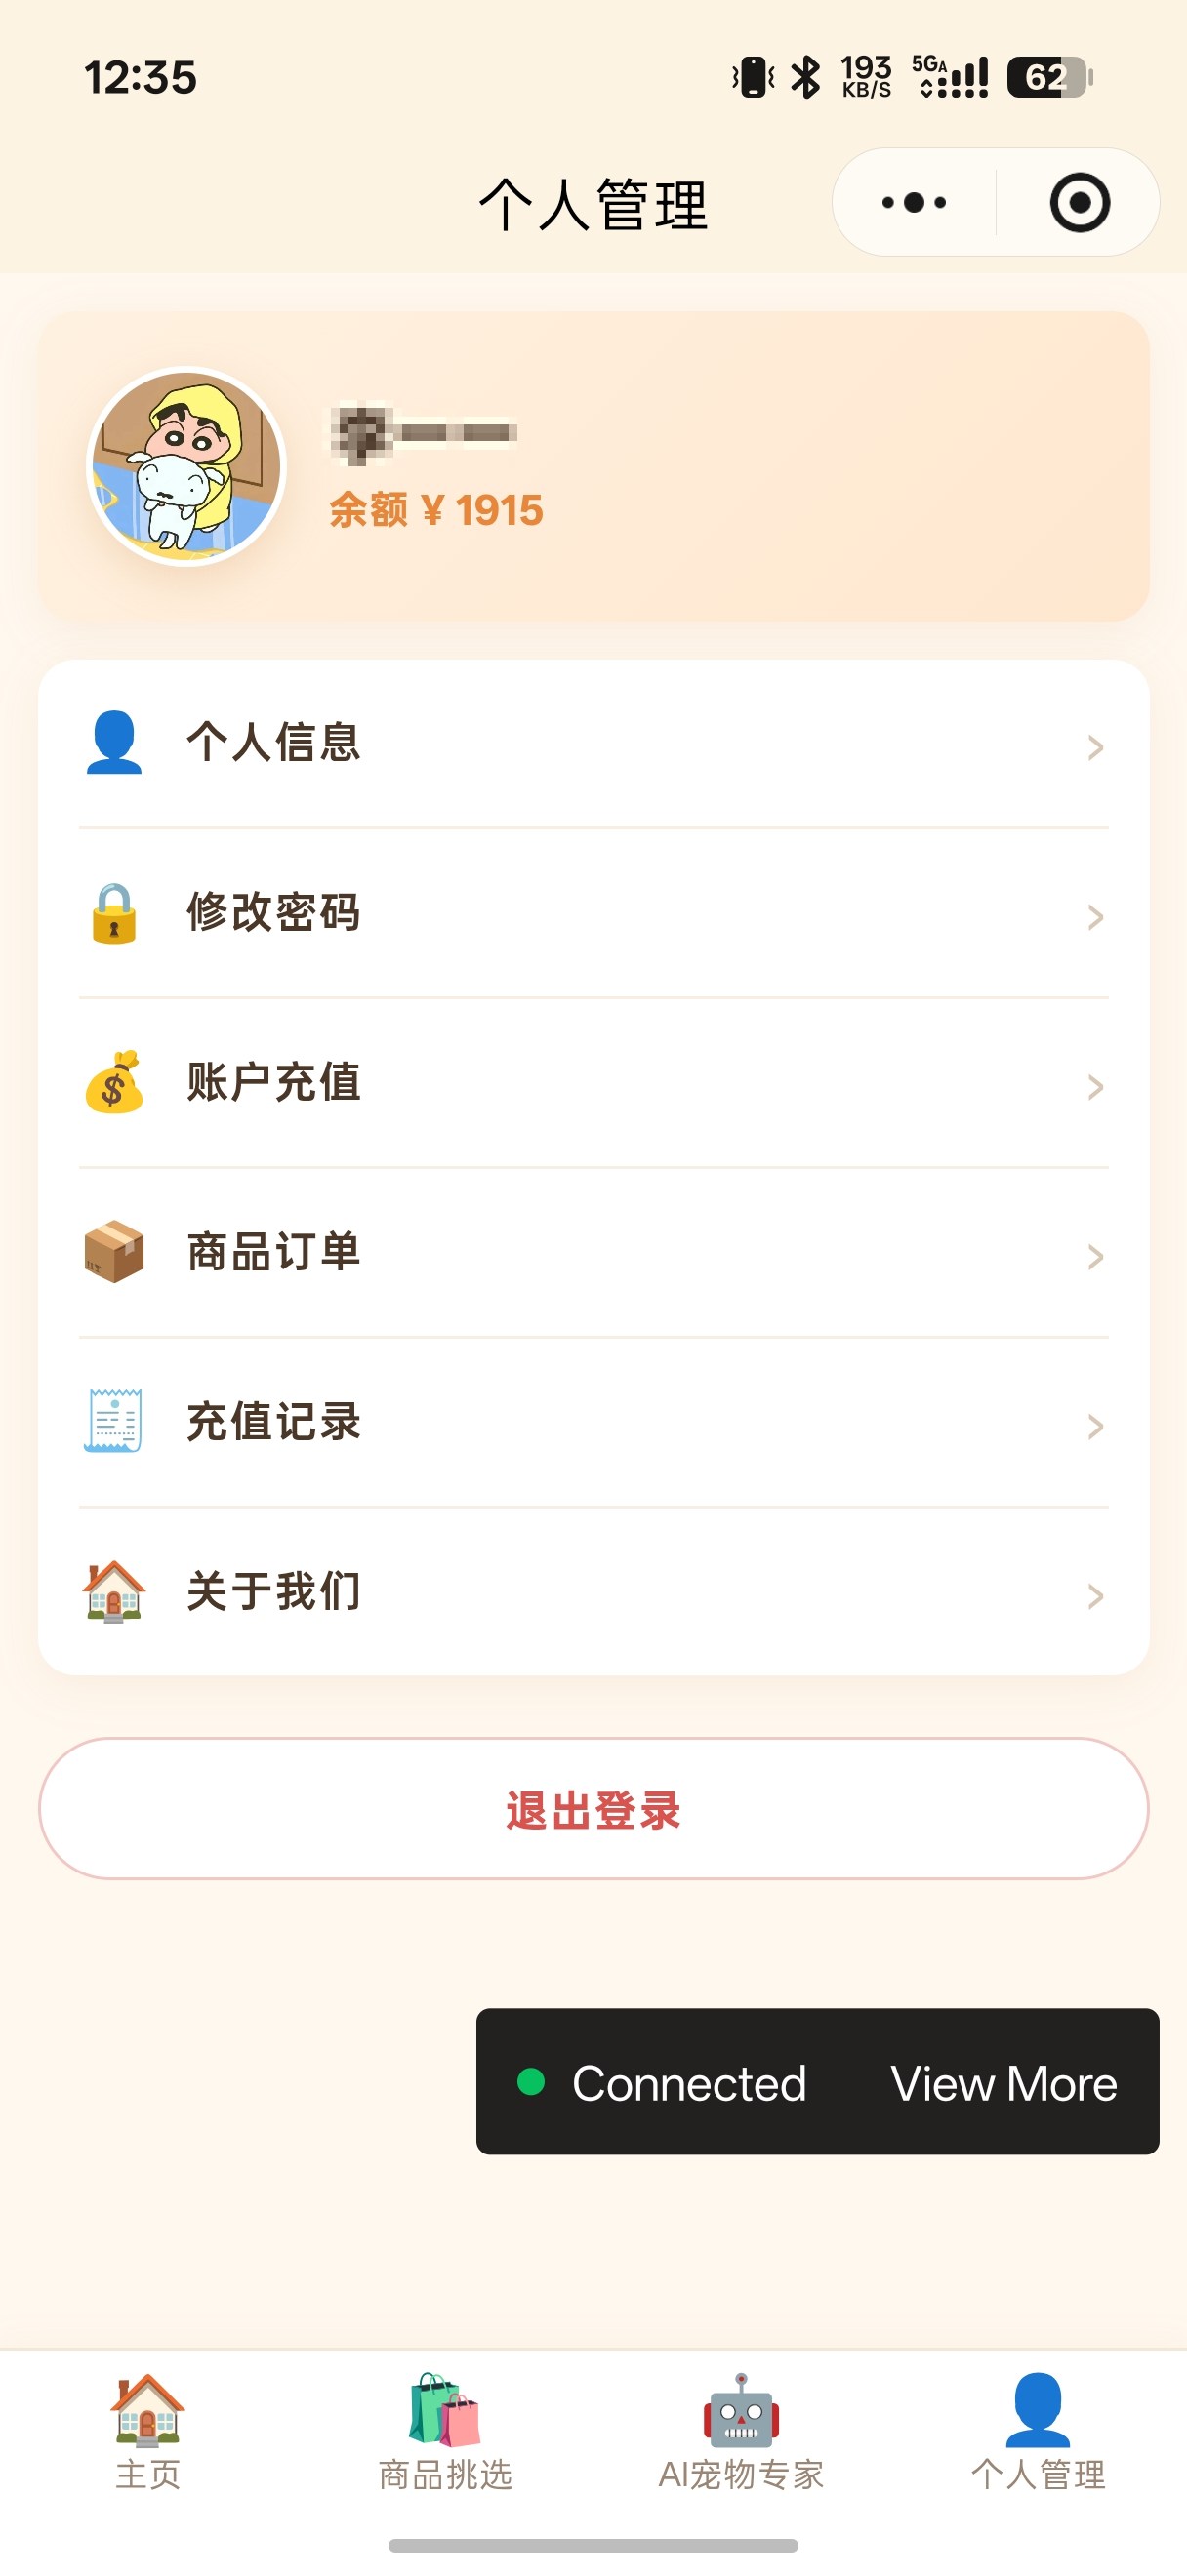 12:35
193 KB/S 5GA 62
个人管理
余额 ¥ 1915
个人信息
修改密码
账户充值
商品订单
充值记录
关于我们
退出登录
Connected View More
主页 商品挑选 AI宠物专家 个人管理